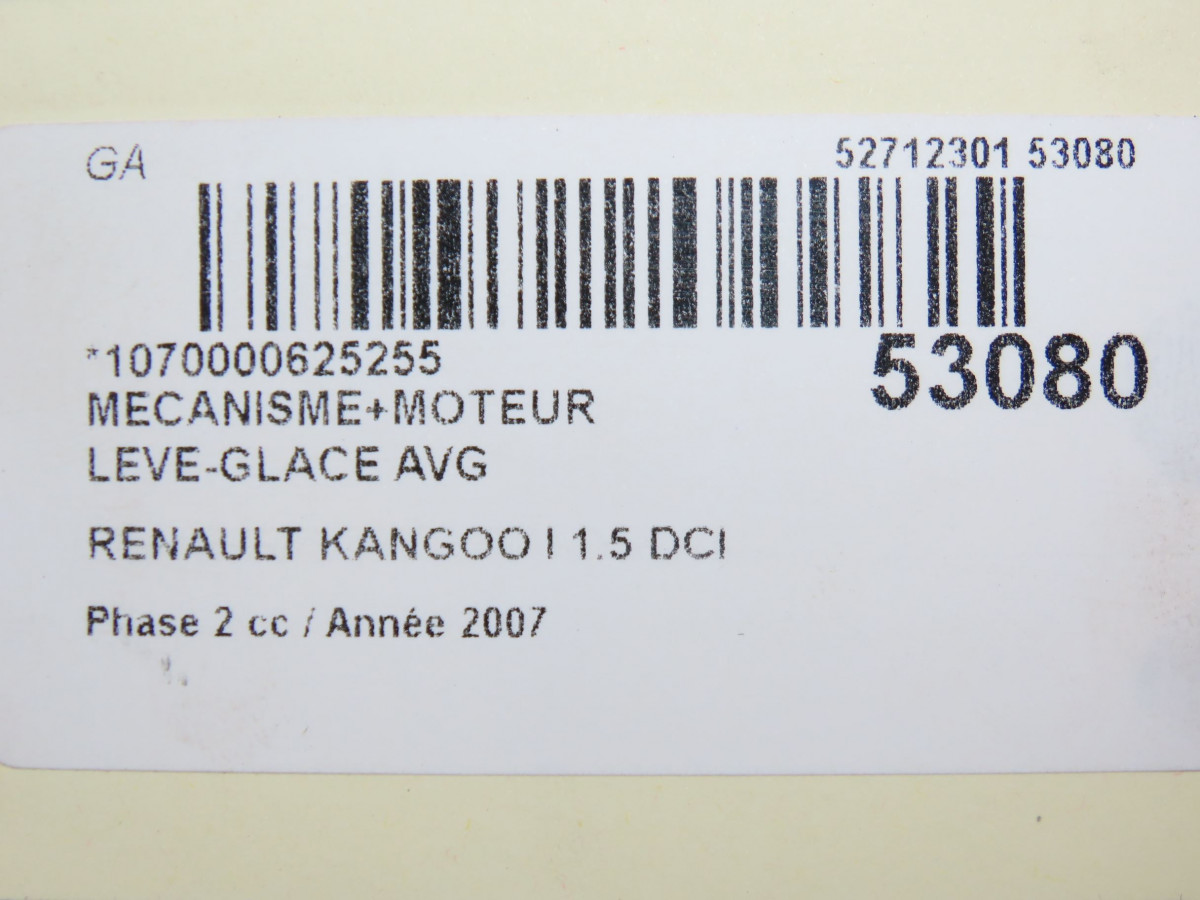 GA
52712301 53080
*1070000625255
53080
MECANISME+MOTEUR
LEVE-GLACE AVG
RENAULT KANGOO I 1.5 DCI
Phase 2 cc / Année 2007